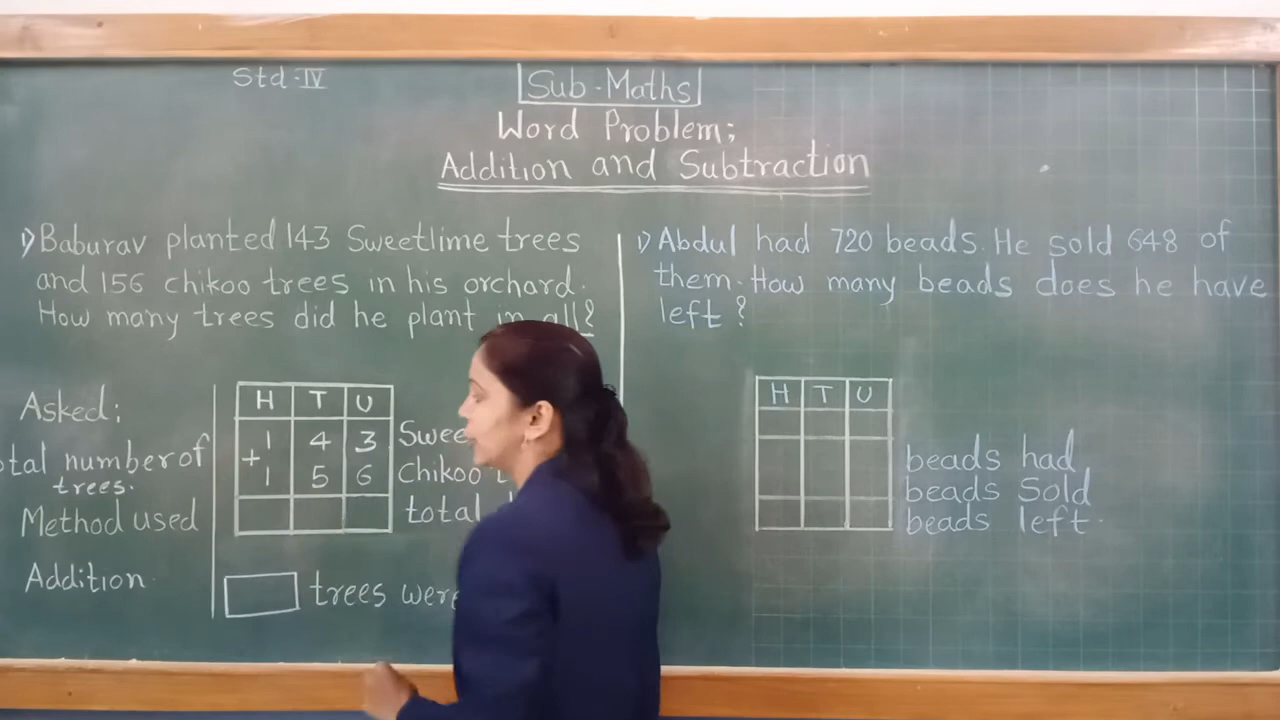 Std-IV
Sub-Maths
Word Problem;
Addition and Subtraction
1) Baburav planted 143 Sweetlime trees
and 156 chikoo trees in his orchard.
How many trees did he plant in all?
Asked;
total number of
trees.
Method used
Addition.
H T U
1 4 3
+
1 5 6
Chikoo
total
trees were
1) Abdul had 720 beads. He sold 648 of
them. How many beads does he have
left ?
H T U
beads had
beads Sold
beads left.